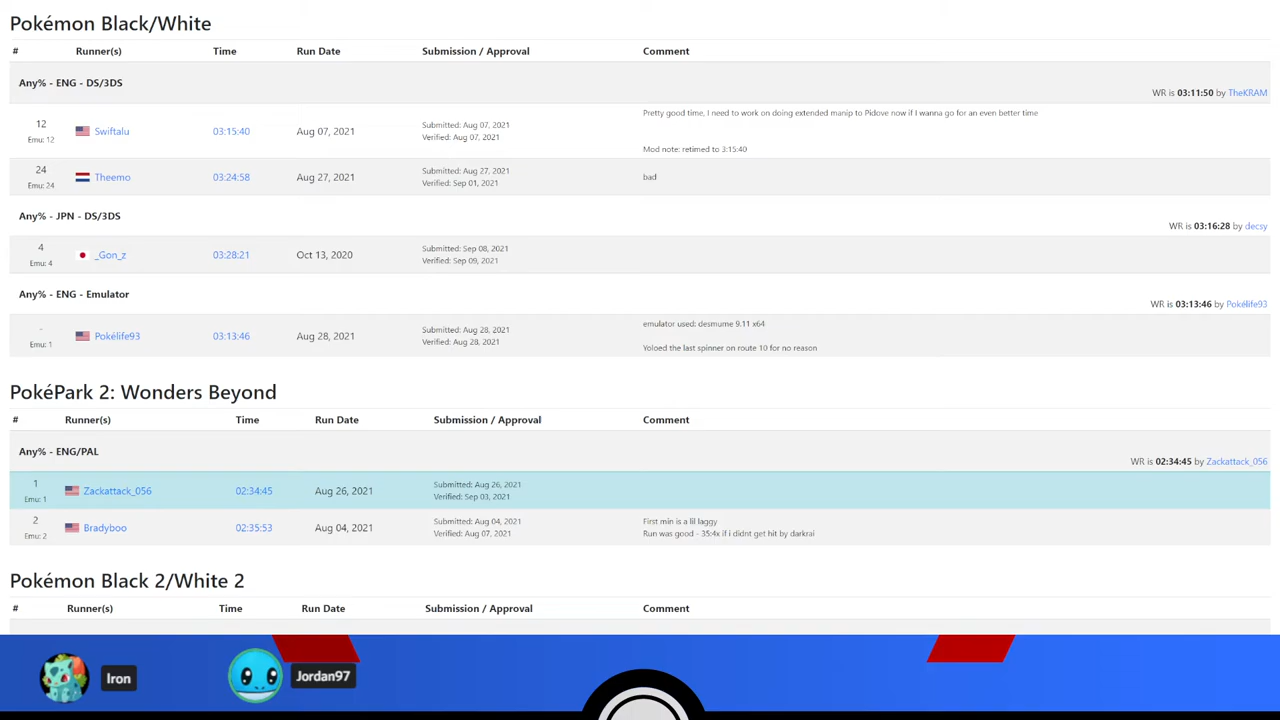 Pokémon Black/White
# Runner(s) Time Run Date Submission / Approval Comment
Any% - ENG - DS/3DS
WR is 03:11:50 by TheKRAM
12 Emu: 12 Swiftalu 03:15:40 Aug 07, 2021 Submitted: Aug 07, 2021 Verified: Aug 07, 2021 Pretty good time, I need to work on doing extended manip to Pidove now if I wanna go for an even better time
Mod note: retimed to 3:15:40
24 Emu: 24 Theemo 03:24:58 Aug 27, 2021 Submitted: Aug 27, 2021 Verified: Sep 01, 2021 bad
Any% - JPN - DS/3DS
WR is 03:16:28 by decsy
4 Emu: 4 _Gon_z 03:28:21 Oct 13, 2020 Submitted: Sep 08, 2021 Verified: Sep 09, 2021
Any% - ENG - Emulator
WR is 03:13:46 by Pokélife93
- Emu: 1 Pokélife93 03:13:46 Aug 28, 2021 Submitted: Aug 28, 2021 Verified: Aug 28, 2021 emulator used: desmume 9.11 x64
Yoloed the last spinner on route 10 for no reason
PokéPark 2: Wonders Beyond
# Runner(s) Time Run Date Submission / Approval Comment
Any% - ENG/PAL
WR is 02:34:45 by Zackattack_056
1 Emu: 1 Zackattack_056 02:34:45 Aug 26, 2021 Submitted: Aug 26, 2021 Verified: Sep 03, 2021
2 Emu: 2 Bradyboo 02:35:53 Aug 04, 2021 Submitted: Aug 04, 2021 Verified: Aug 07, 2021 First min is a lil laggy
Run was good - 35:4x if i didnt get hit by darkrai
Pokémon Black 2/White 2
# Runner(s) Time Run Date Submission / Approval Comment
Iron
Jordan97